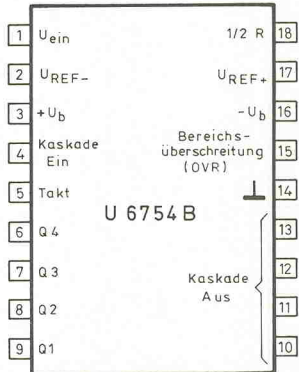 1 U_ein
2 U_REF-
3 +U_b
4 Kaskade
Ein
5 Takt
6 Q4
7 Q3
8 Q2
9 Q1
U 6754 B
1/2 R 18
U_REF+ 17
-U_b 16
Bereichs-
überschreitung 15
(OVR)
14
13
12
Kaskade
Aus
11
10